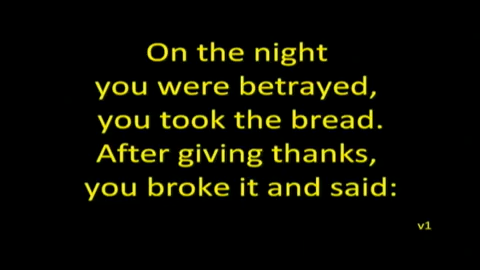 On the night
you were betrayed,
you took the bread.
After giving thanks,
you broke it and said:
v1